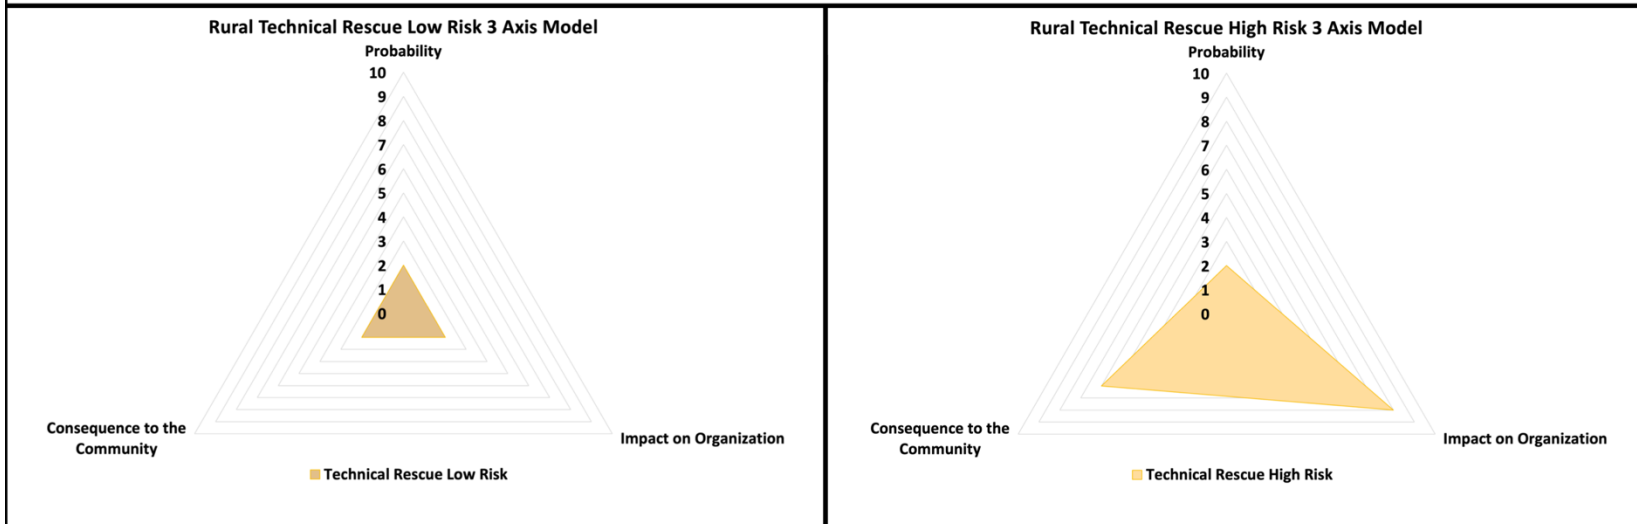 Rural Technical Rescue Low Risk 3 Axis Model
Probability
10
9
8
7
6
5
4
3
2
1
0
Consequence to the
Community
Impact on Organization
Technical Rescue Low Risk
Rural Technical Rescue High Risk 3 Axis Model
Probability
10
9
8
7
6
5
4
3
2
1
0
Consequence to the
Community
Impact on Organization
Technical Rescue High Risk